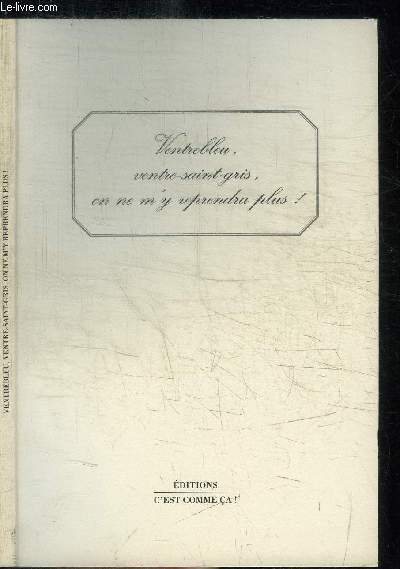 Le-livre.com
Ventrebleu,
ventre-saint-gris,
on ne m'y reprendra plus !
VENTREBLEU, VENTRE-SAINT-GRIS, ON NE M'Y REPRENDRA PLUS !
ÉDITIONS
C'EST COMME ÇA !